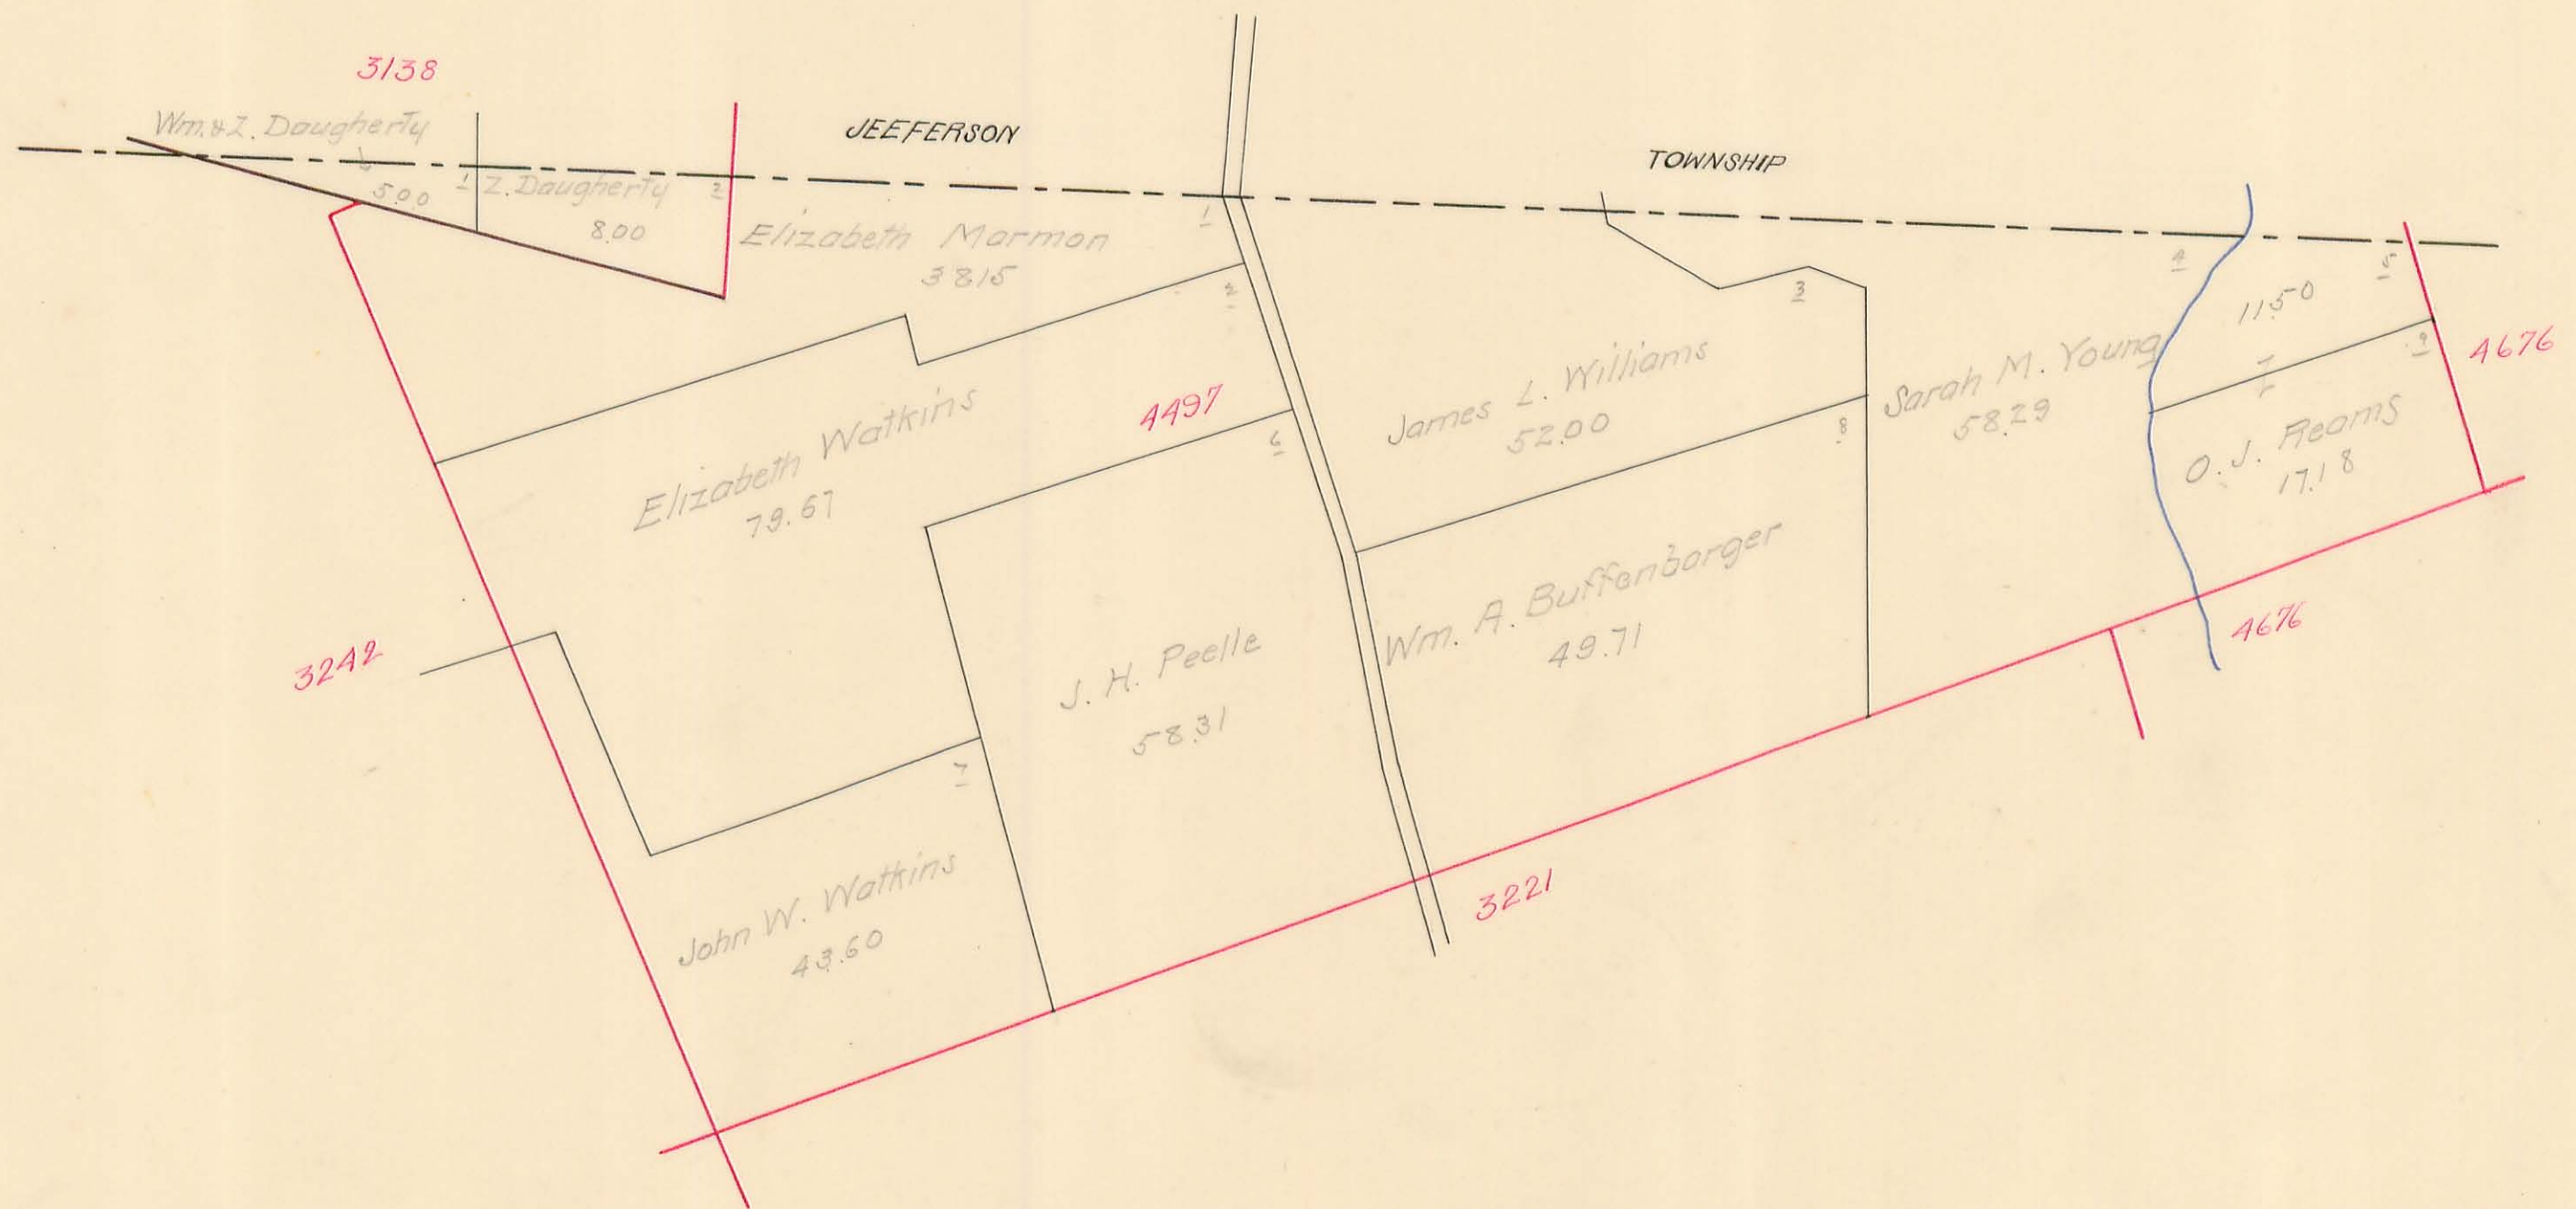 3138
Wm. & Z. Daugherty
5.00
1
Z. Daugherty
8.00
2
JEEFERSON
TOWNSHIP
Elizabeth Marmon
38.15
1
2
3
4
5
11.50
9
4676
James L. Williams
52.00
8
Sarah M. Young
58.29
O. J. Reams
17.18
Elizabeth Watkins
79.67
4497
6
Wm. A. Buffenbarger
49.71
J. H. Peelle
58.31
3242
4676
7
John W. Watkins
43.60
3221